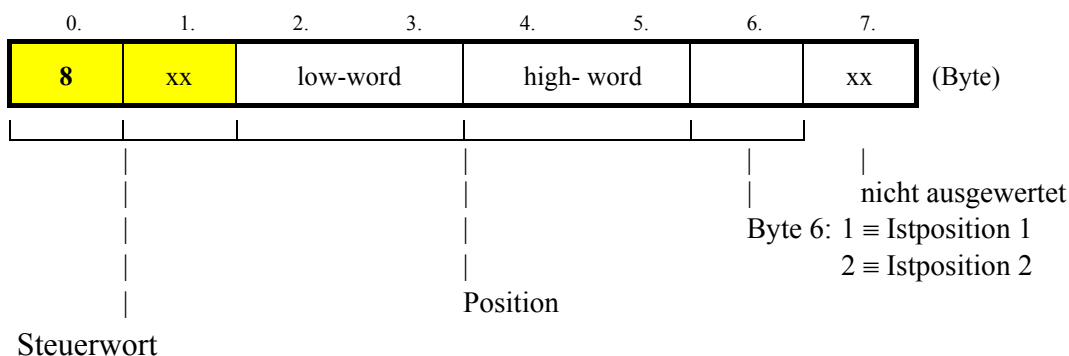 0. 1. 2. 3. 4. 5. 6. 7.
8 xx low-word high- word xx (Byte)
nicht ausgewertet
Byte 6: 1 ≡ Istposition 1
2 ≡ Istposition 2
Position
Steuerwort